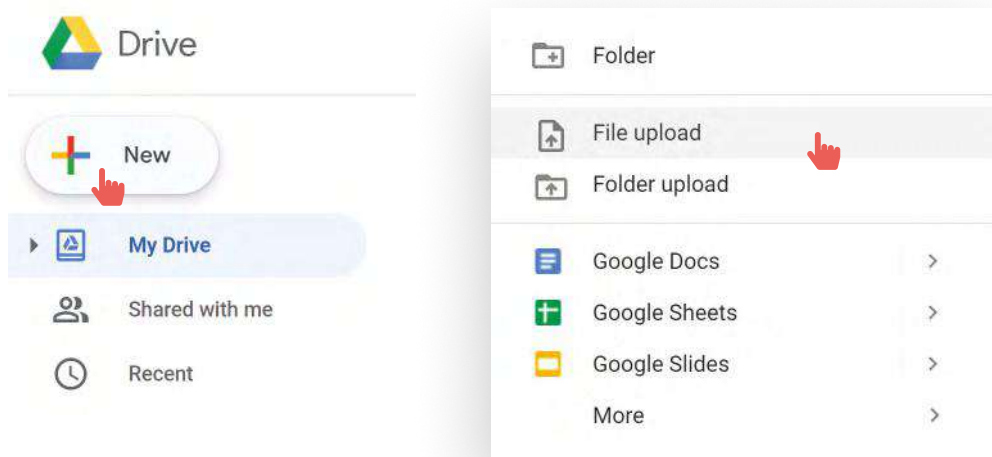 Drive
New
My Drive
Shared with me
Recent
Folder
File upload
Folder upload
Google Docs
Google Sheets
Google Slides
More